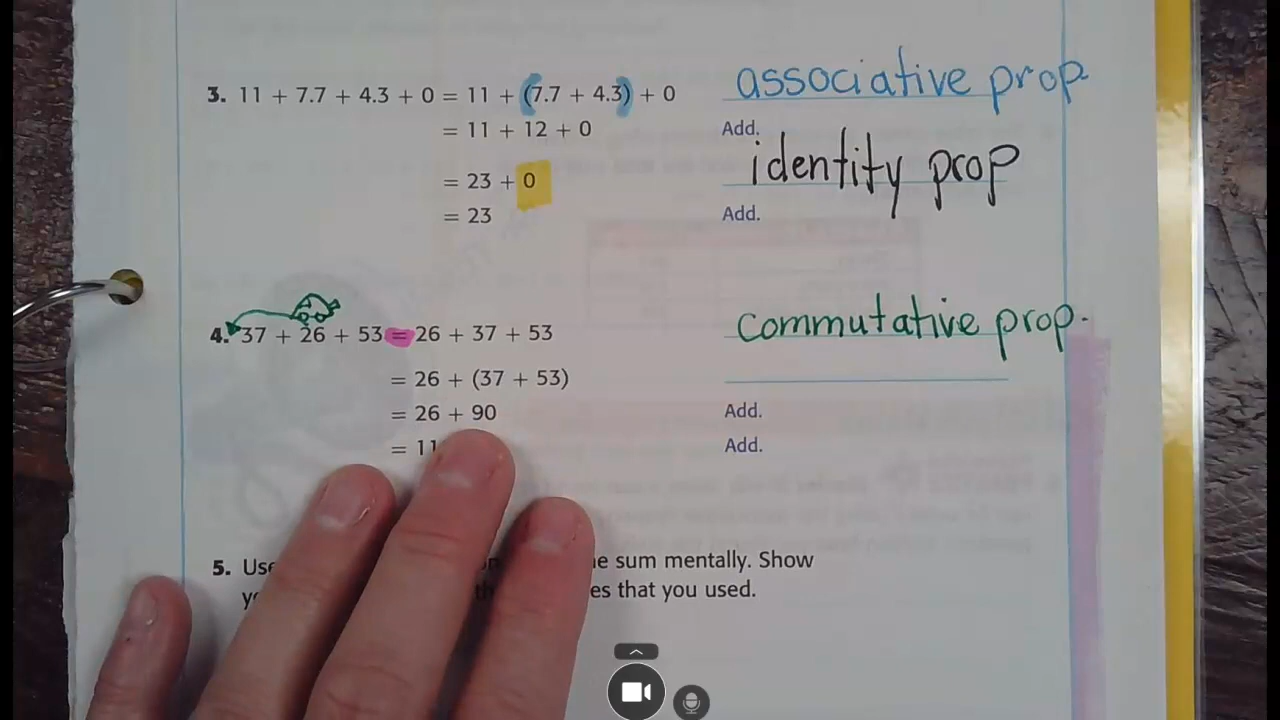 3. 11 + 7.7 + 4.3 + 0 = 11 + (7.7 + 4.3) + 0 associative prop.
= 11 + 12 + 0 Add.
= 23 + 0 identity prop
= 23 Add.
4. 37 + 26 + 53 = 26 + 37 + 53 commutative prop.
= 26 + (37 + 53)
= 26 + 90 Add.
= 11 Add.
5. Use sum mentally. Show
that you used.